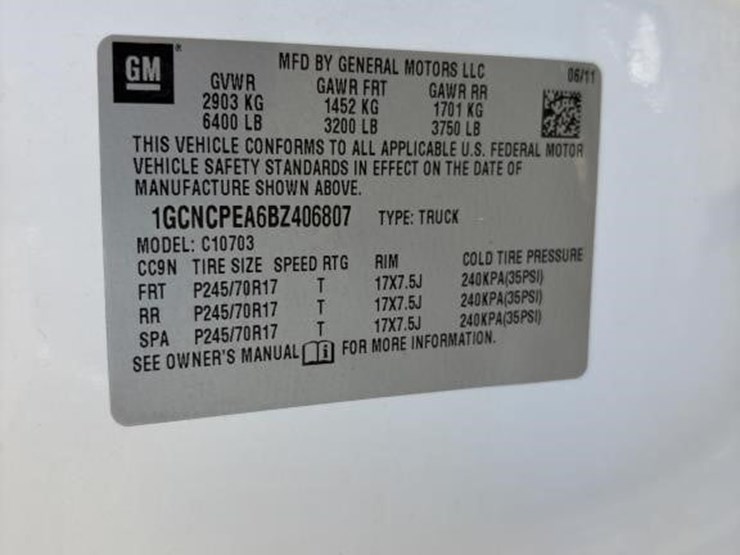 GM
MFD BY GENERAL MOTORS LLC 06/11
GVWR GAWR FRT GAWR RR
2903 KG 1452 KG 1701 KG
6400 LB 3200 LB 3750 LB
THIS VEHICLE CONFORMS TO ALL APPLICABLE U.S. FEDERAL MOTOR
VEHICLE SAFETY STANDARDS IN EFFECT ON THE DATE OF
MANUFACTURE SHOWN ABOVE.
1GCNCPEA6BZ406807 TYPE: TRUCK
MODEL: C10703
CC9N TIRE SIZE SPEED RTG RIM COLD TIRE PRESSURE
FRT P245/70R17 T 17X7.5J 240KPA(35PSI)
RR P245/70R17 T 17X7.5J 240KPA(35PSI)
SPA P245/70R17 T 17X7.5J 240KPA(35PSI)
SEE OWNER'S MANUAL i FOR MORE INFORMATION.